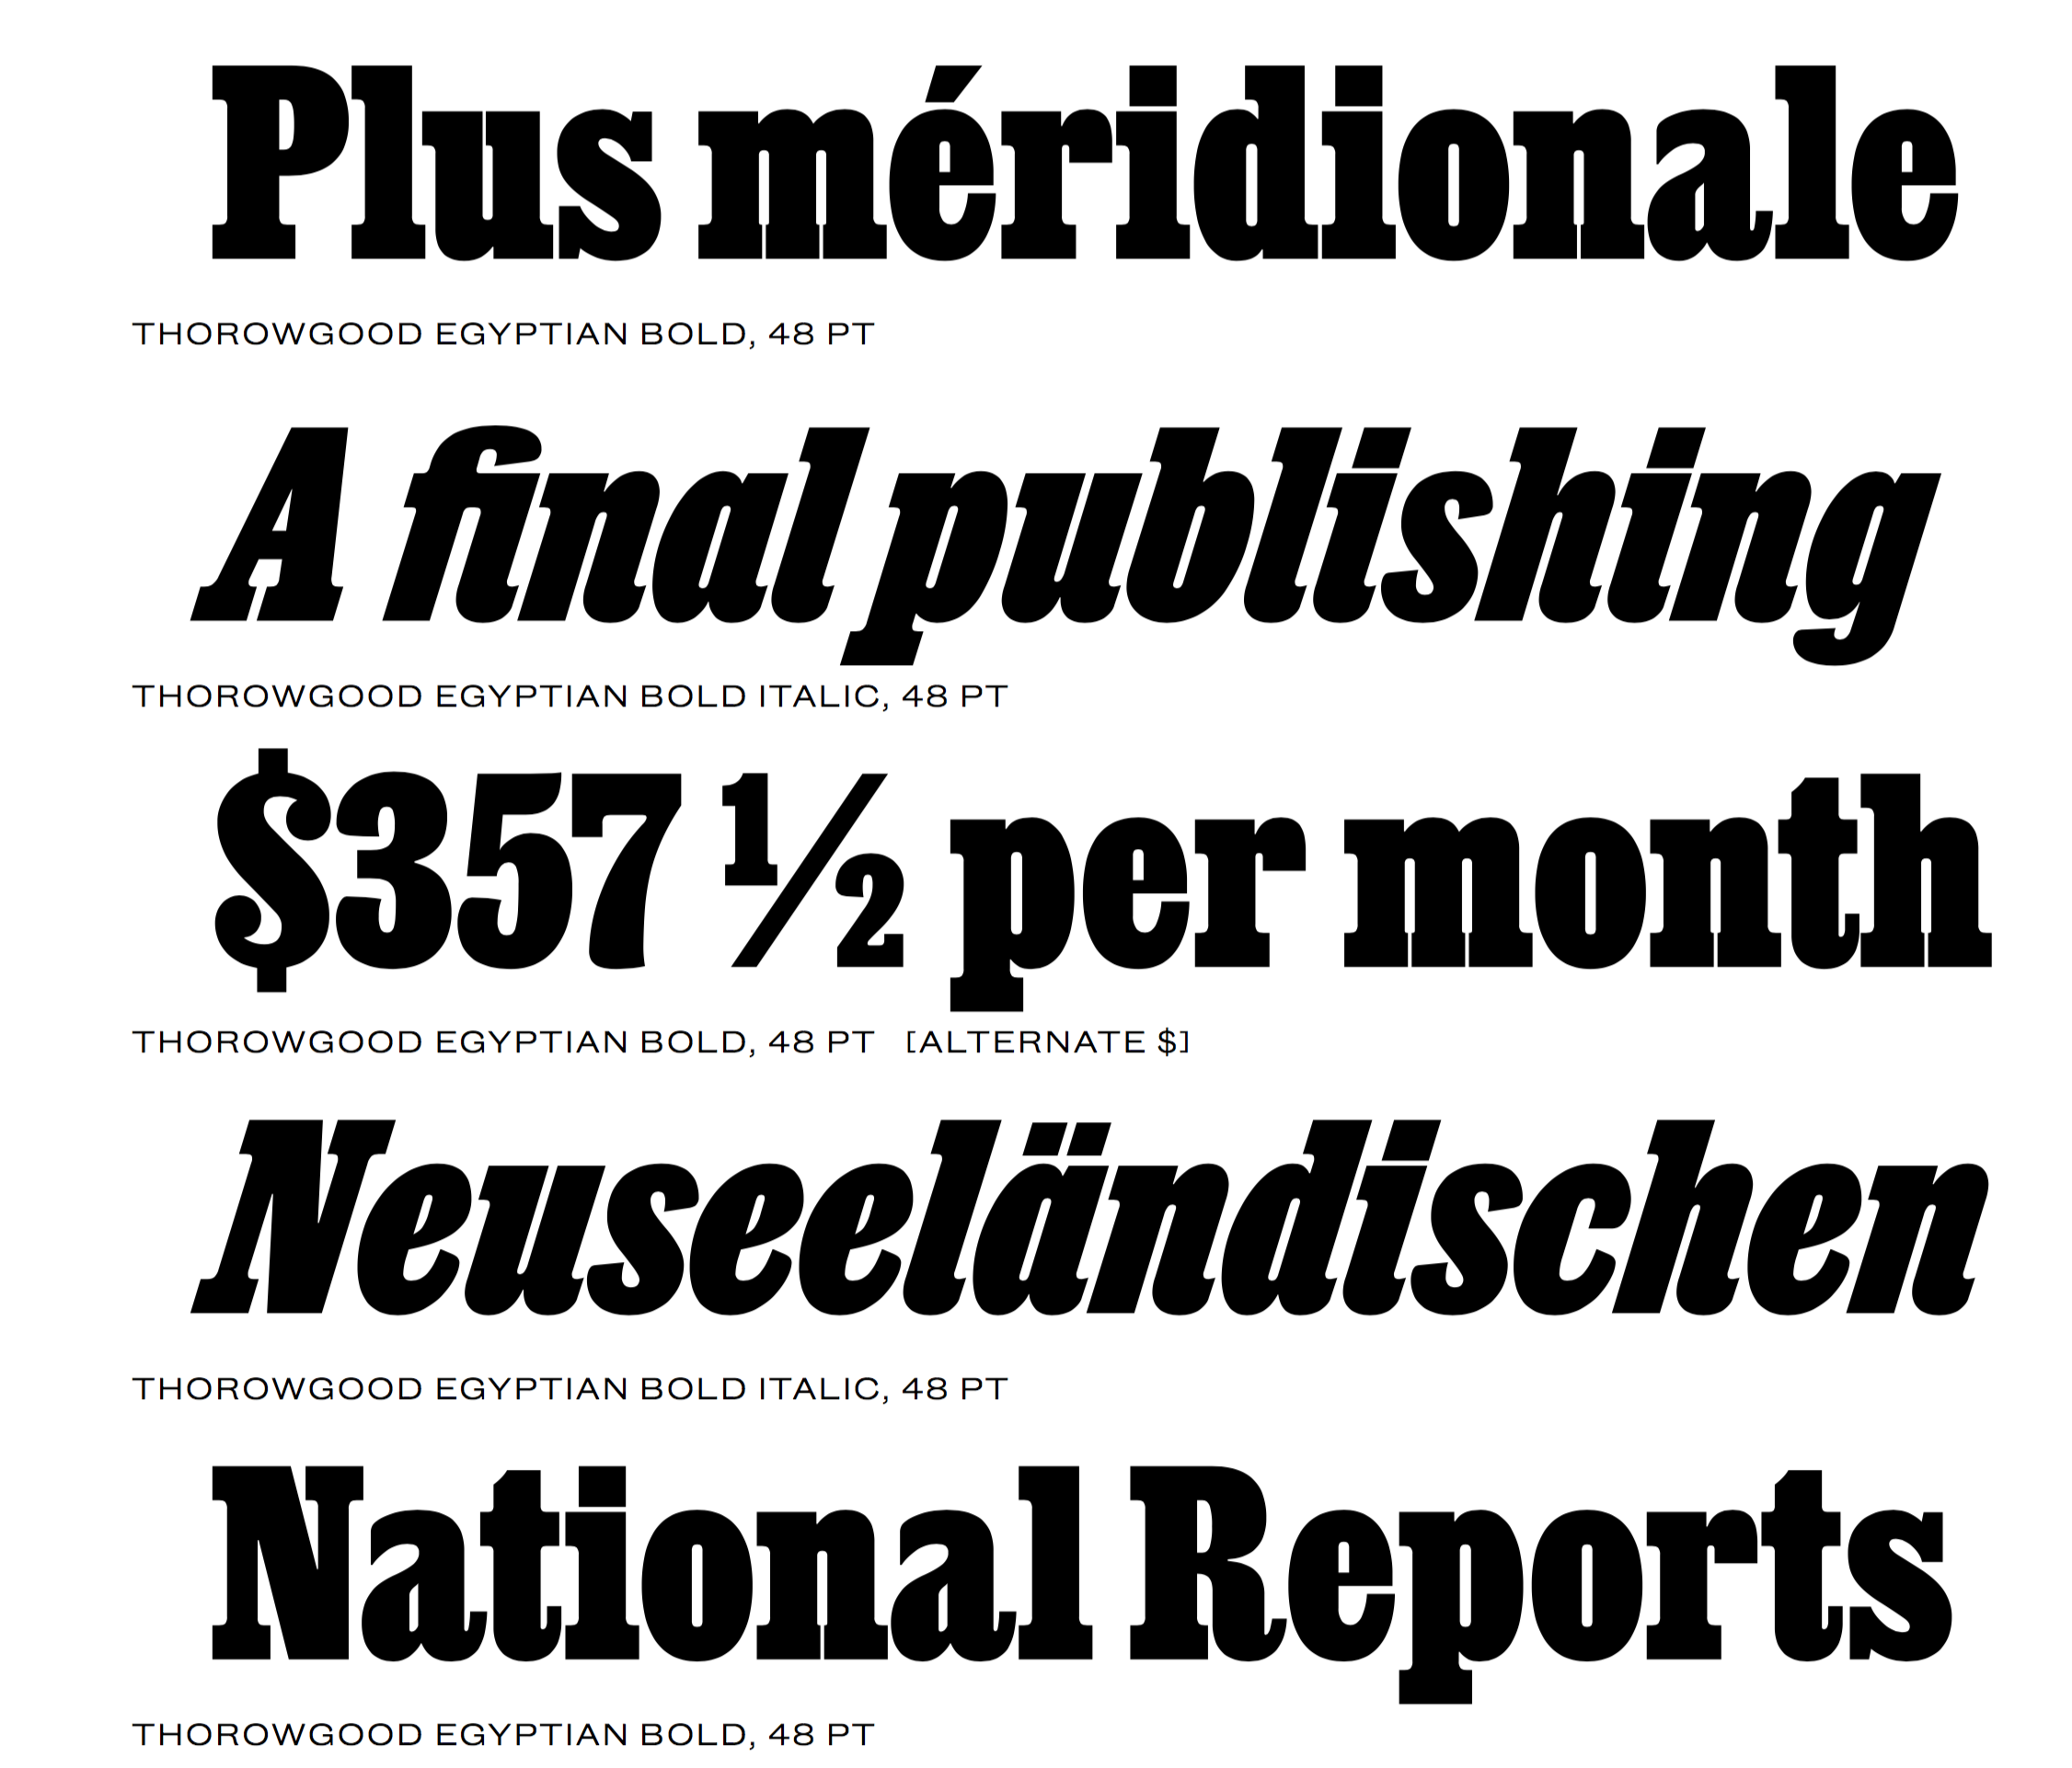 Plus méridionale
THOROWGOOD EGYPTIAN BOLD, 48 PT
A final publishing
THOROWGOOD EGYPTIAN BOLD ITALIC, 48 PT
$357 ½ per month
THOROWGOOD EGYPTIAN BOLD, 48 PT [ALTERNATE $]
Neuseeländischen
THOROWGOOD EGYPTIAN BOLD ITALIC, 48 PT
National Reports
THOROWGOOD EGYPTIAN BOLD, 48 PT